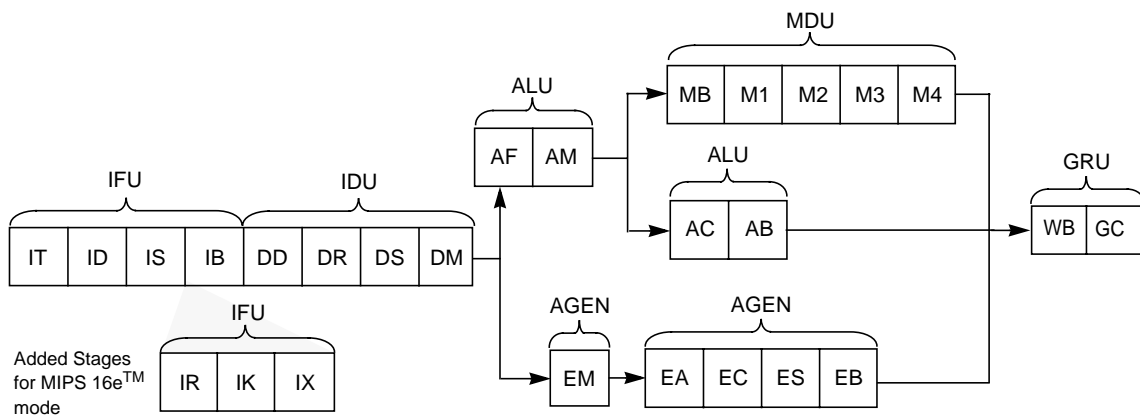 MDU
MB M1 M2 M3 M4
ALU
AF AM
ALU
AC AB
GRU
WB GC
IFU
IDU
IT ID IS IB DD DR DS DM
AGEN
EM
AGEN
EA EC ES EB
IFU
IR IK IX
Added Stages
for MIPS 16e™
mode